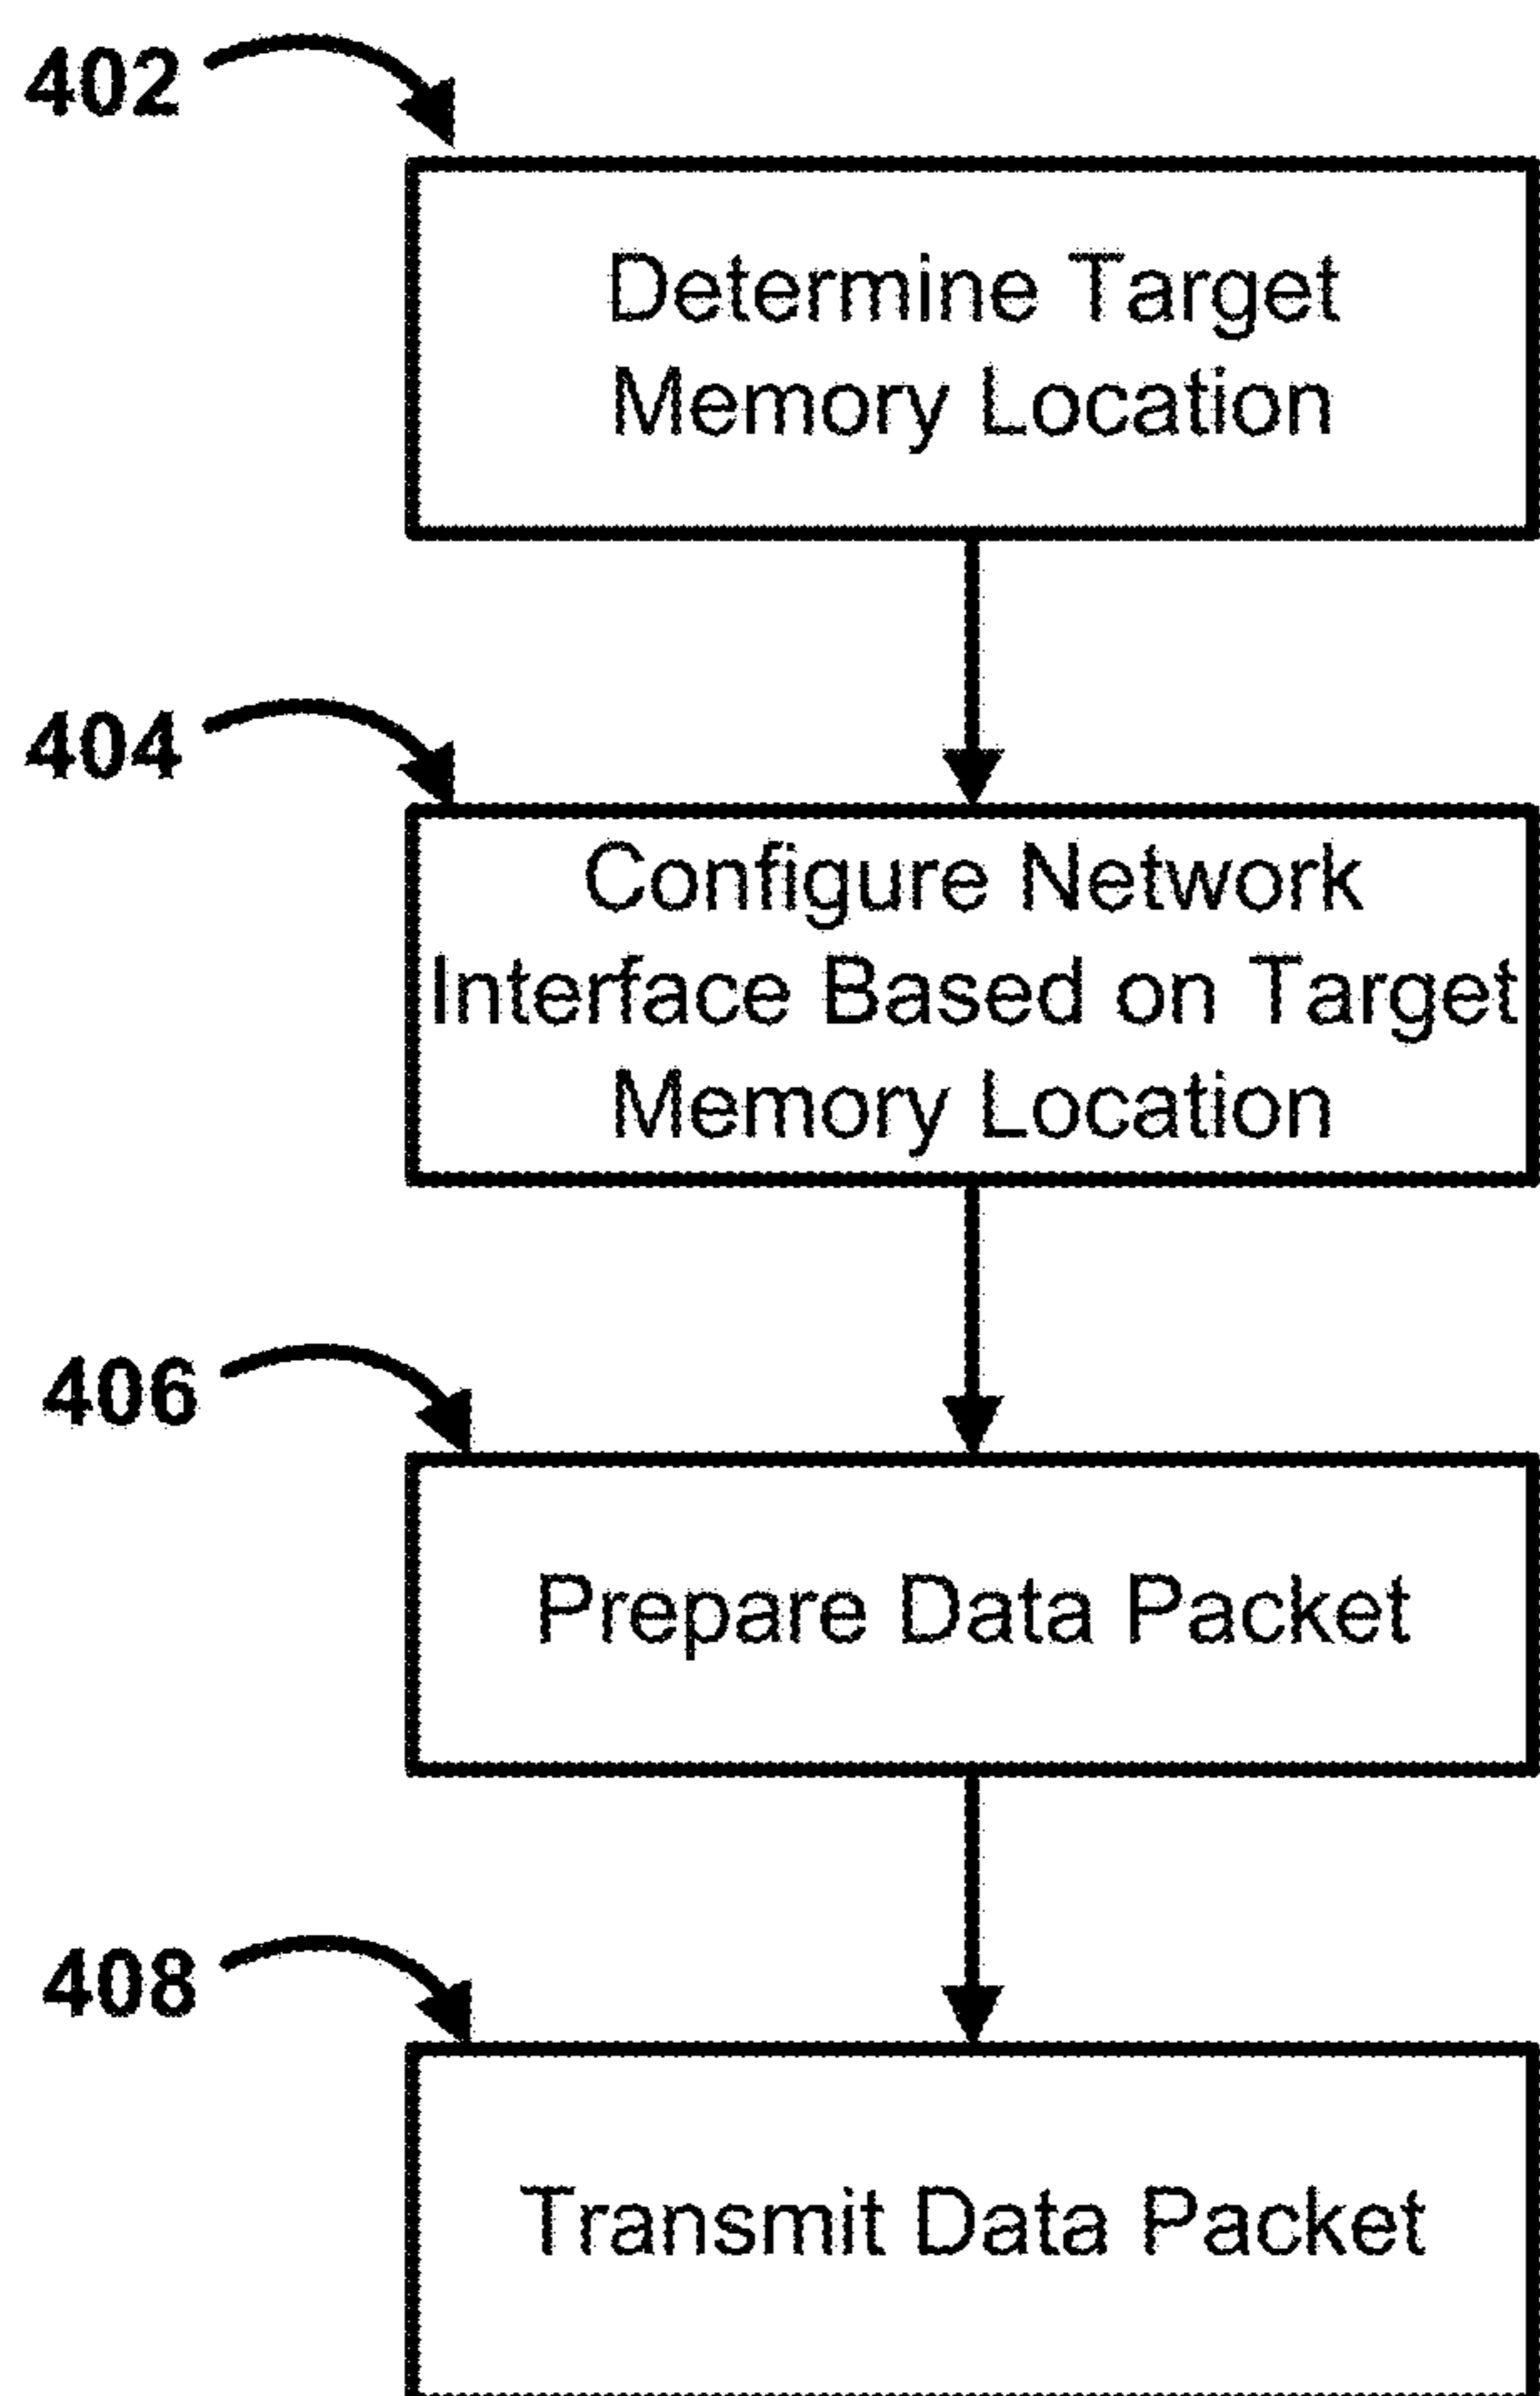 402
Determine Target
Memory Location
404
Configure Network
Interface Based on Target
Memory Location
406
Prepare Data Packet
408
Transmit Data Packet